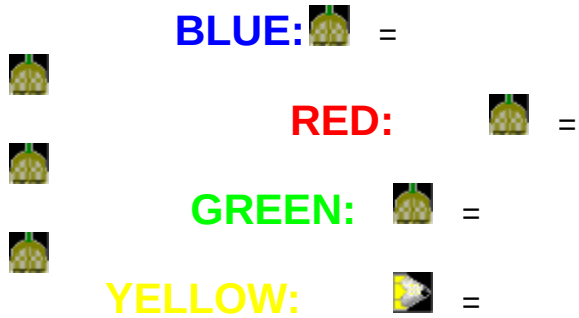 BLUE: =
RED: =
GREEN: =
YELLOW: =